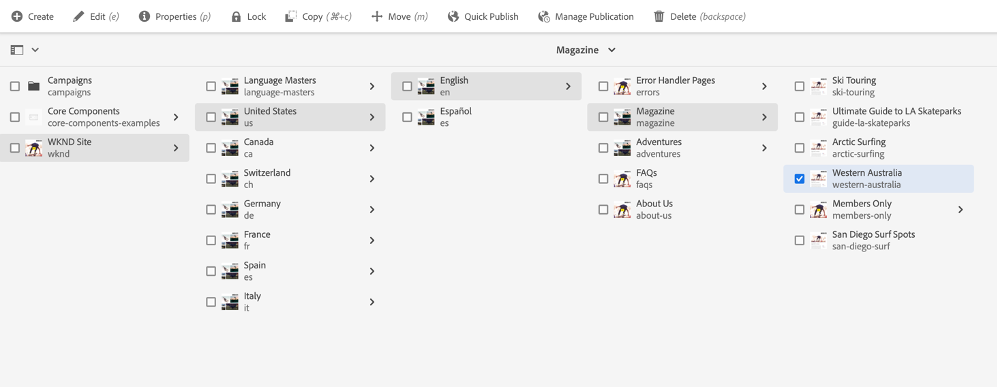 Create Edit (e) Properties (p) Lock Copy (⌘+c) Move (m) Quick Publish Manage Publication Delete (backspace)
Magazine
Campaigns
campaigns
Core Components
core-components-examples
WKND Site
wknd
Language Masters
language-masters
United States
us
Canada
ca
Switzerland
ch
Germany
de
France
fr
Spain
es
Italy
it
English
en
Español
es
Error Handler Pages
errors
Magazine
magazine
Adventures
adventures
FAQs
faqs
About Us
about-us
Ski Touring
ski-touring
Ultimate Guide to LA Skateparks
guide-la-skateparks
Arctic Surfing
arctic-surfing
Western Australia
western-australia
Members Only
members-only
San Diego Surf Spots
san-diego-surf